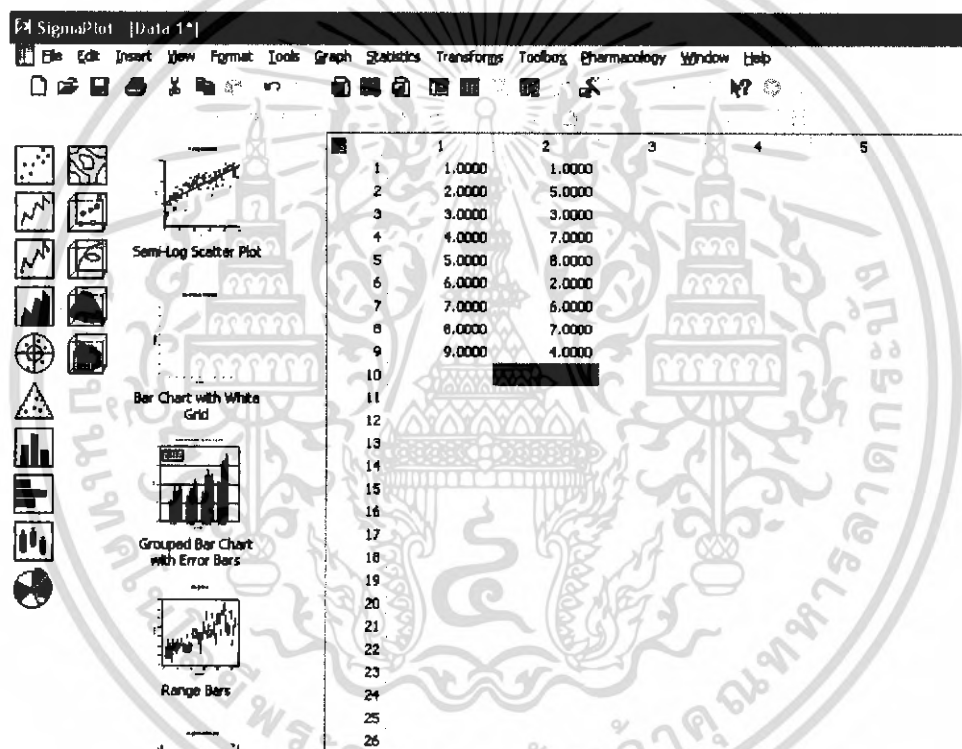 SigmaPlot - [Data 1*]
File Edit Insert View Format Tools Graph Statistics Transforms Toolbox Pharmacology Window Help
1 2 3 4 5
1 1.0000 1.0000
2 2.0000 5.0000
3 3.0000 3.0000
4 4.0000 7.0000
5 5.0000 8.0000
6 6.0000 2.0000
7 7.0000 6.0000
8 8.0000 7.0000
9 9.0000 4.0000
10
11
12
13
14
15
16
17
18
19
20
21
22
23
24
25
26
Semi-Log Scatter Plot
Bar Chart with White
Grid
Grouped Bar Chart
with Error Bars
Range Bars